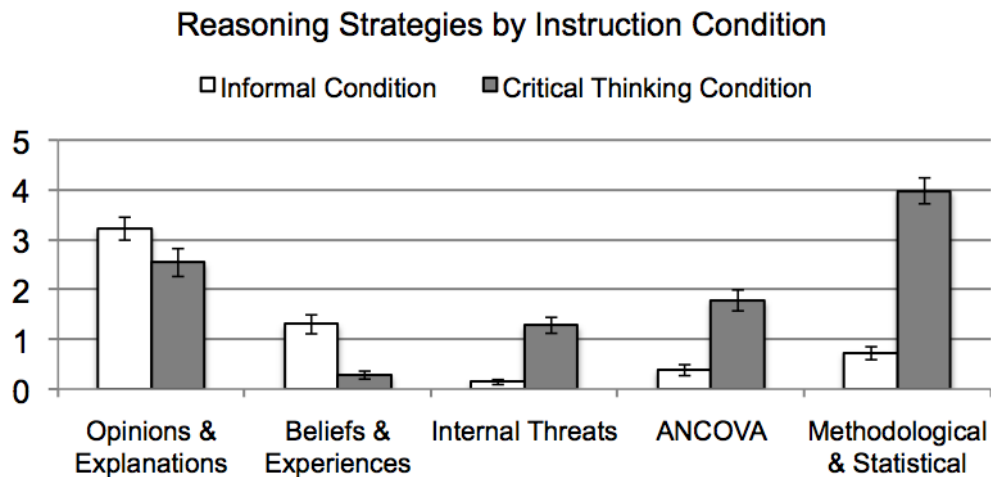 Reasoning Strategies by Instruction Condition
Informal Condition Critical Thinking Condition
5
4
3
2
1
0
Opinions & Explanations
Beliefs & Experiences
Internal Threats
ANCOVA
Methodological & Statistical